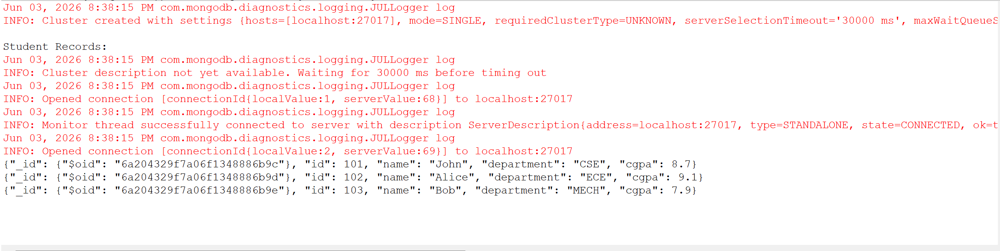 Jun 03, 2026 8:38:15 PM com.mongodb.diagnostics.logging.JULLogger log
INFO: Cluster created with settings {hosts=[localhost:27017], mode=SINGLE, requiredClusterType=UNKNOWN, serverSelectionTimeout='30000 ms', maxWaitQueueS
Student Records:
Jun 03, 2026 8:38:15 PM com.mongodb.diagnostics.logging.JULLogger log
INFO: Cluster description not yet available. Waiting for 30000 ms before timing out
Jun 03, 2026 8:38:15 PM com.mongodb.diagnostics.logging.JULLogger log
INFO: Opened connection [connectionId{localValue:1, serverValue:68}] to localhost:27017
Jun 03, 2026 8:38:15 PM com.mongodb.diagnostics.logging.JULLogger log
INFO: Monitor thread successfully connected to server with description ServerDescription{address=localhost:27017, type=STANDALONE, state=CONNECTED, ok=t
Jun 03, 2026 8:38:15 PM com.mongodb.diagnostics.logging.JULLogger log
INFO: Opened connection [connectionId{localValue:2, serverValue:69}] to localhost:27017
{"_id": {"$oid": "6a204329f7a06f1348886b9c"}, "id": 101, "name": "John", "department": "CSE", "cgpa": 8.7}
{"_id": {"$oid": "6a204329f7a06f1348886b9d"}, "id": 102, "name": "Alice", "department": "ECE", "cgpa": 9.1}
{"_id": {"$oid": "6a204329f7a06f1348886b9e"}, "id": 103, "name": "Bob", "department": "MECH", "cgpa": 7.9}